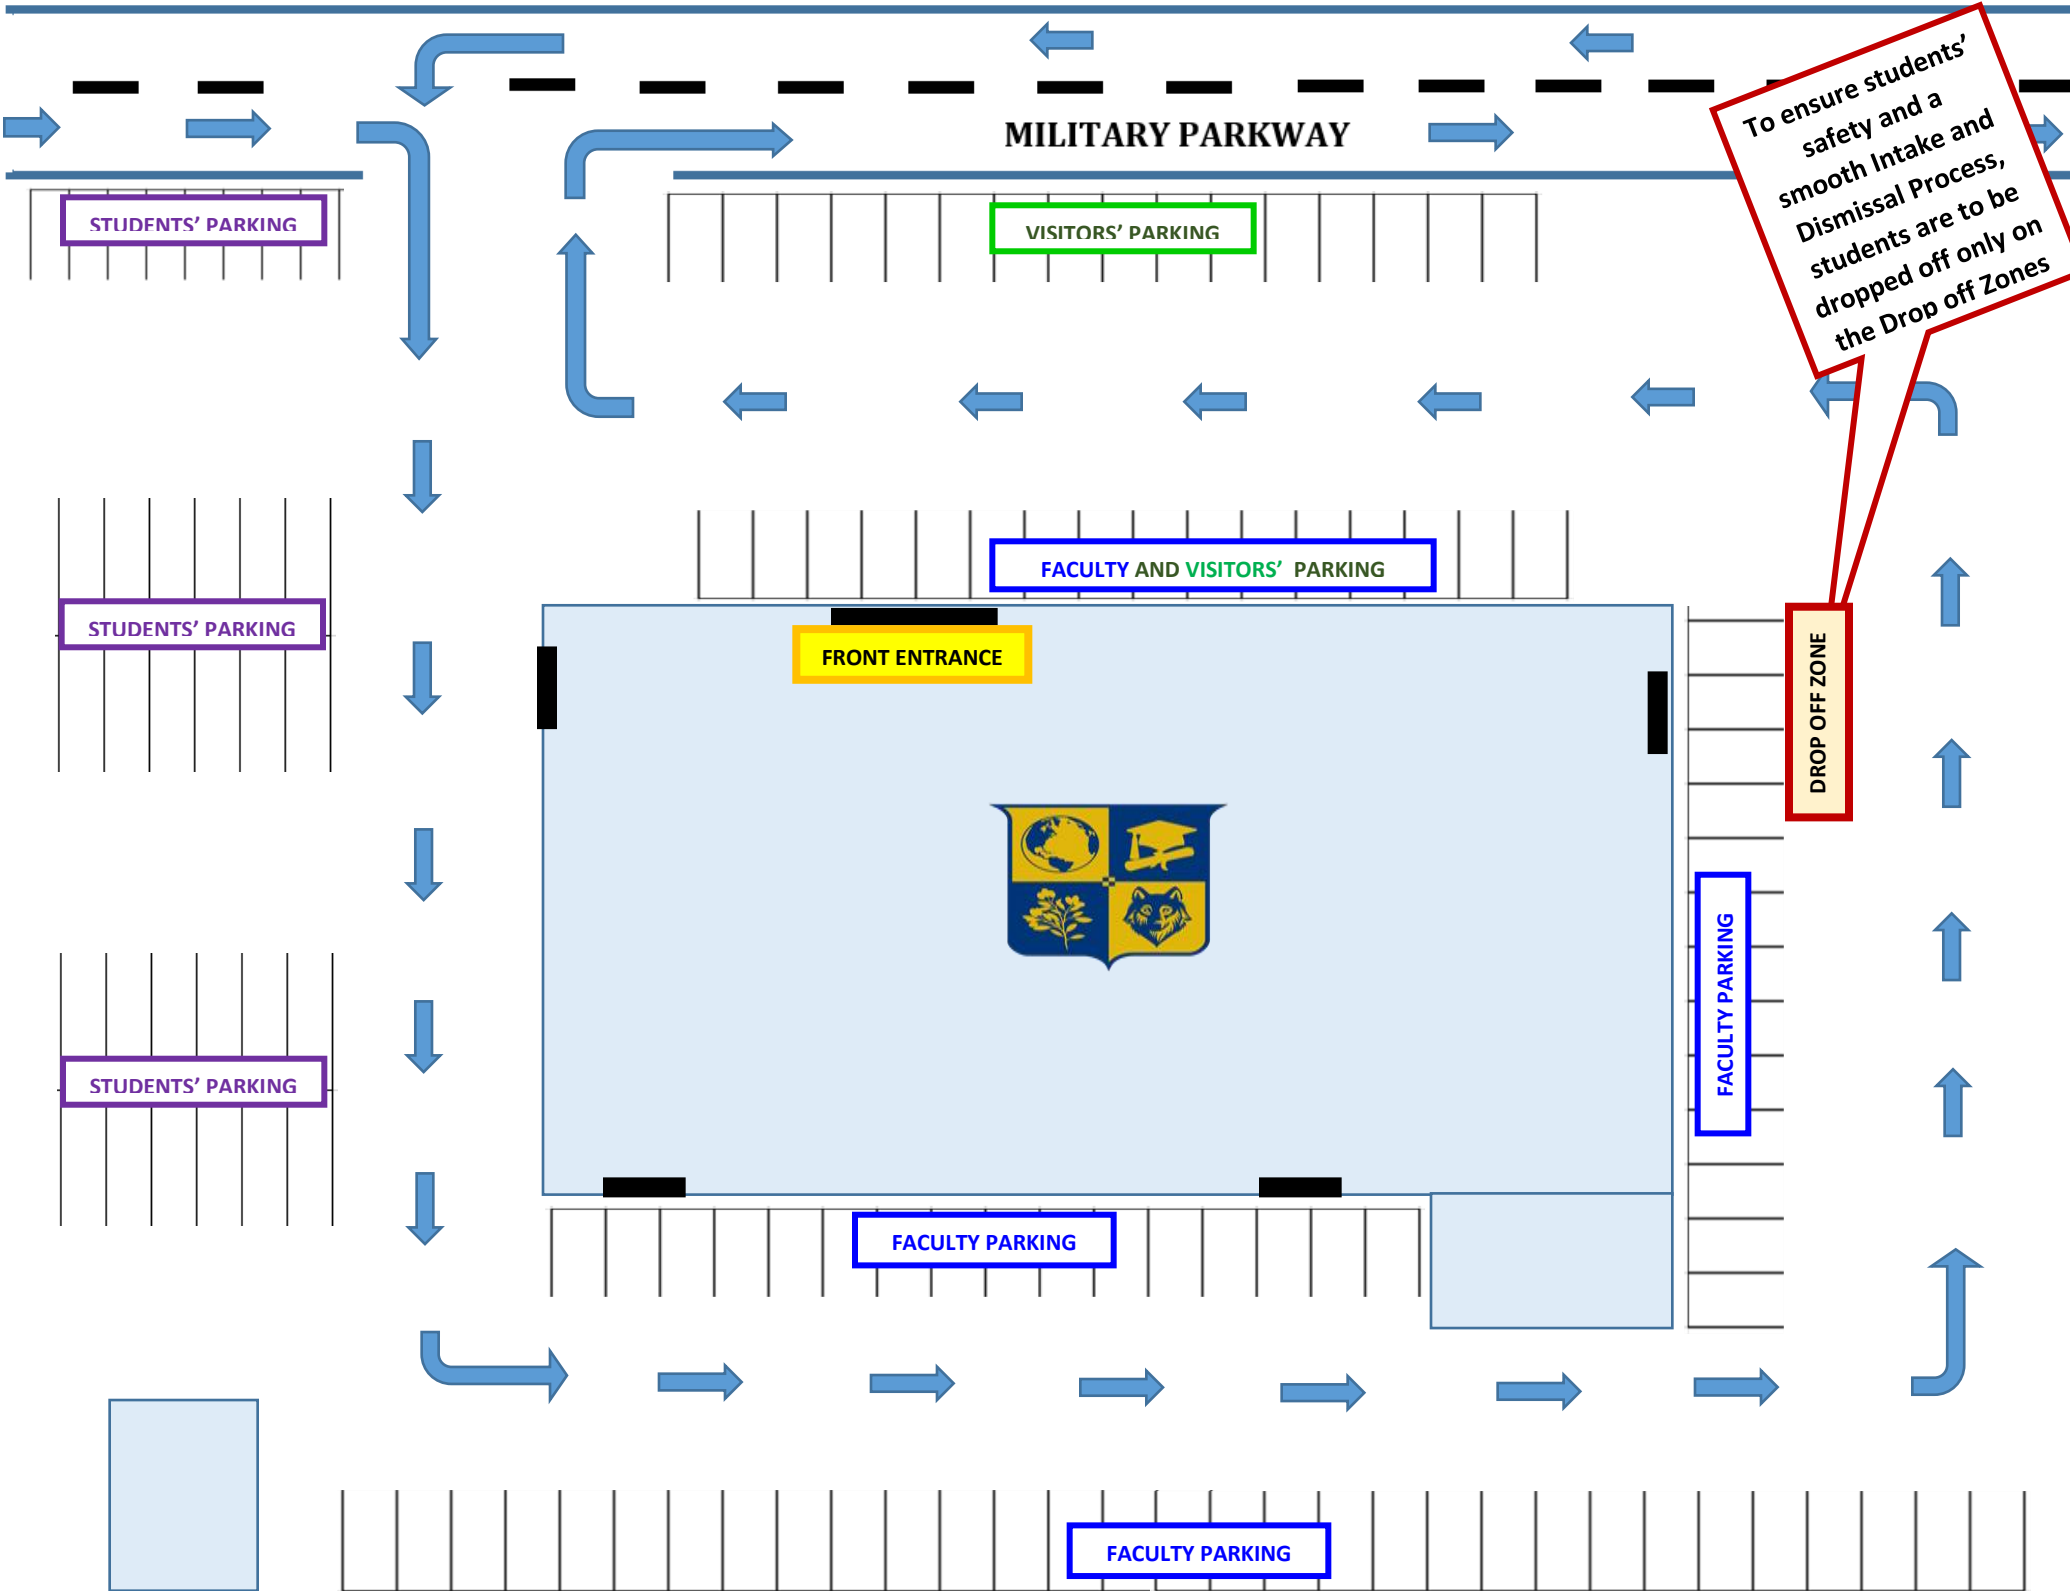 MILITARY PARKWAY
To ensure students’
safety and a
smooth Intake and
Dismissal Process,
students are to be
dropped off only on
the Drop off Zones
STUDENTS’ PARKING
VISITORS’ PARKING
FACULTY AND VISITORS’ PARKING
STUDENTS’ PARKING
FRONT ENTRANCE
DROP OFF ZONE
FACULTY PARKING
STUDENTS’ PARKING
FACULTY PARKING
FACULTY PARKING